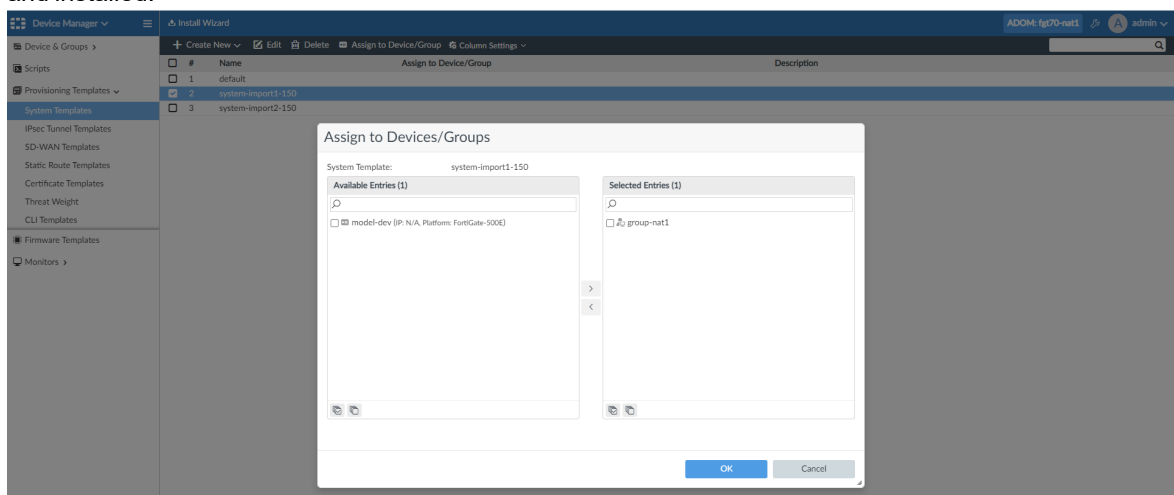 and installed.
Device Manager
Install Wizard
ADOM: fgt70-nat1
A
admin
Device & Groups
Create New
Edit
Delete
Assign to Device/Group
Column Settings
#
Name
Assign to Device/Group
Description
Scripts
1
default
Provisioning Templates
2
system-import1-150
System Templates
3
system-import2-150
IPsec Tunnel Templates
SD-WAN Templates
Static Route Templates
Certificate Templates
Threat Weight
CLI Templates
Firmware Templates
Monitors
Assign to Devices/Groups
System Template:
system-import1-150
Available Entries (1)
Selected Entries (1)
model-dev (IP: N/A, Platform: FortiGate-500E)
group-nat1
OK
Cancel